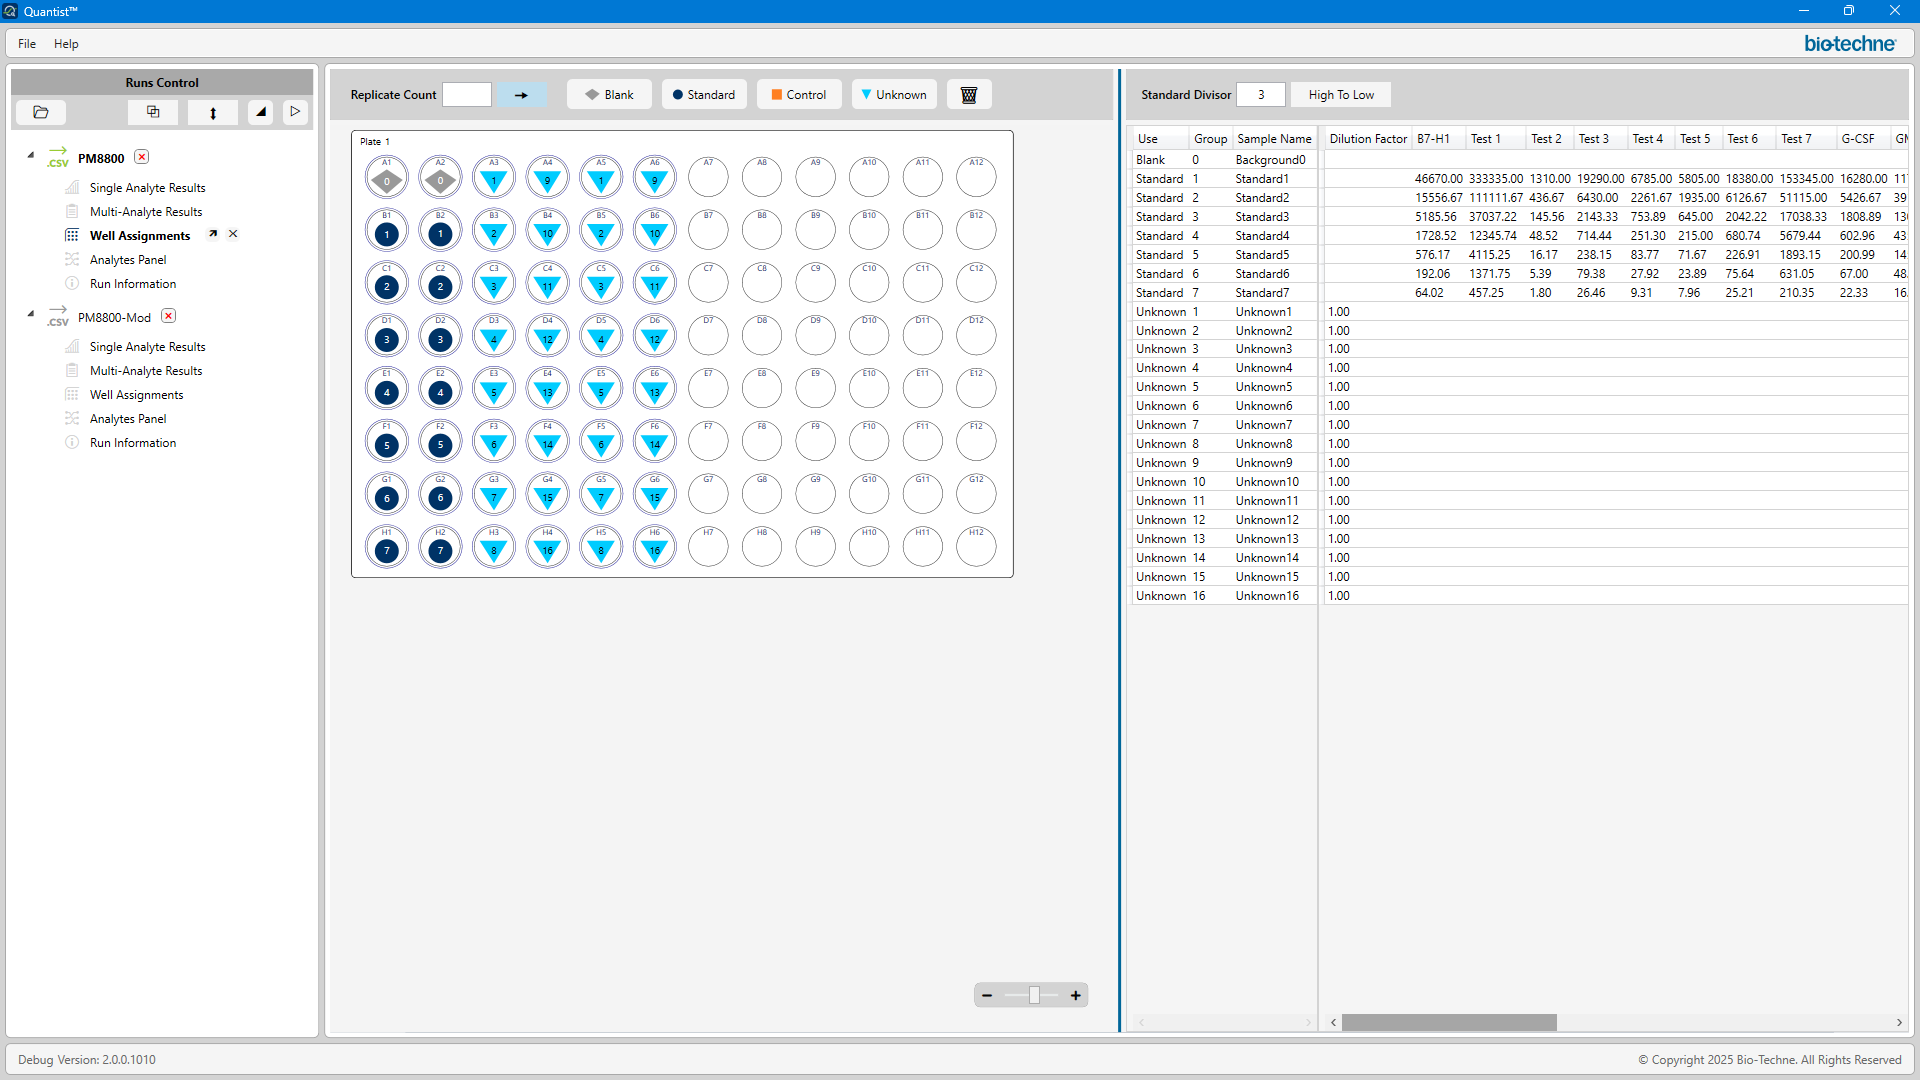 Quantist™
File Help
bio-techne
Runs Control
PM8800
Single Analyte Results
Multi-Analyte Results
Well Assignments
Analytes Panel
Run Information
PM8800-Mod
Single Analyte Results
Multi-Analyte Results
Well Assignments
Analytes Panel
Run Information
.CSV
.CSV
Replicate Count Blank Standard Control Unknown
Plate 1
A1 A2 A3 A4 A5 A6 A7 A8 A9 A10 A11 A12
0 0 1 9 1 9
B1 B2 B3 B4 B5 B6 B7 B8 B9 B10 B11 B12
1 1 2 10 2 10
C1 C2 C3 C4 C5 C6 C7 C8 C9 C10 C11 C12
2 2 3 11 3 11
D1 D2 D3 D4 D5 D6 D7 D8 D9 D10 D11 D12
3 3 4 12 4 12
E1 E2 E3 E4 E5 E6 E7 E8 E9 E10 E11 E12
4 4 5 13 5 13
F1 F2 F3 F4 F5 F6 F7 F8 F9 F10 F11 F12
5 5 6 14 6 14
G1 G2 G3 G4 G5 G6 G7 G8 G9 G10 G11 G12
6 6 7 15 7 15
H1 H2 H3 H4 H5 H6 H7 H8 H9 H10 H11 H12
7 7 8 16 8 16
Standard Divisor 3 High To Low
Use Group Sample Name Dilution Factor B7-H1 Test 1 Test 2 Test 3 Test 4 Test 5 Test 6 Test 7 G-CSF
Blank 0 Background0
Standard 1 Standard1 46670.00 333335.00 1310.00 19290.00 6785.00 5805.00 18380.00 153345.00 16280.00
Standard 2 Standard2 15556.67 111111.67 436.67 6430.00 2261.67 1935.00 6126.67 51115.00 5426.67 39
Standard 3 Standard3 5185.56 37037.22 145.56 2143.33 753.89 645.00 2042.22 17038.33 1808.89
Standard 4 Standard4 1728.52 12345.74 48.52 714.44 251.30 215.00 680.74 5679.44 602.96 43
Standard 5 Standard5 576.17 4115.25 16.17 238.15 83.77 71.67 226.91 1893.15 200.99 14
Standard 6 Standard6 192.06 1371.75 5.39 79.38 27.92 23.89 75.64 631.05 67.00 48.
Standard 7 Standard7 64.02 457.25 1.80 26.46 9.31 7.96 25.21 210.35 22.33 16.
Unknown 1 Unknown1 1.00
Unknown 2 Unknown2 1.00
Unknown 3 Unknown3 1.00
Unknown 4 Unknown4 1.00
Unknown 5 Unknown5 1.00
Unknown 6 Unknown6 1.00
Unknown 7 Unknown7 1.00
Unknown 8 Unknown8 1.00
Unknown 9 Unknown9 1.00
Unknown 10 Unknown10 1.00
Unknown 11 Unknown11 1.00
Unknown 12 Unknown12 1.00
Unknown 13 Unknown13 1.00
Unknown 14 Unknown14 1.00
Unknown 15 Unknown15 1.00
Unknown 16 Unknown16 1.00
Debug Version: 2.0.0.1010
© Copyright 2025 Bio-Techne. All Rights Reserved